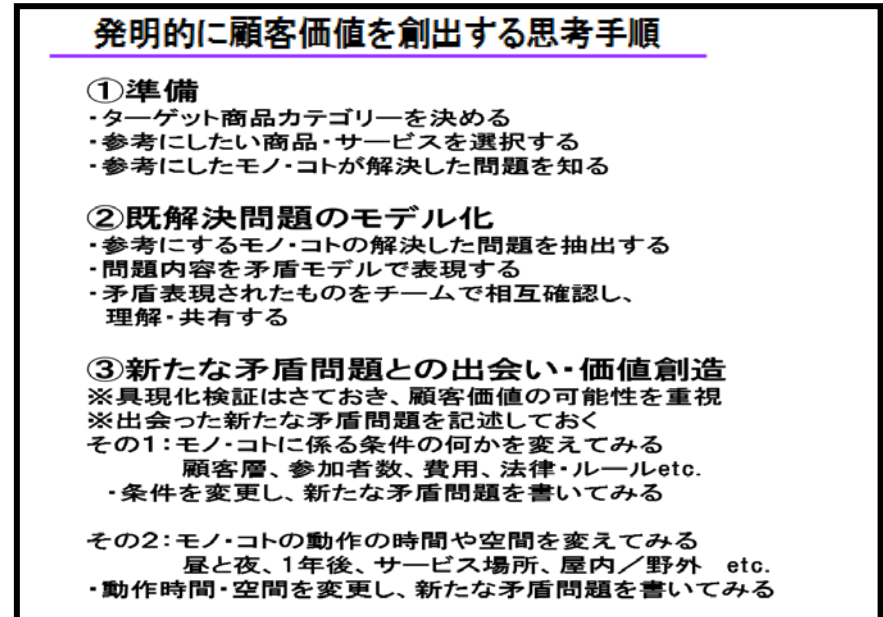 発明的に顧客価値を創出する思考手順
①準備
・ターゲット商品カテゴリーを決める
・参考にしたい商品・サービスを選択する
・参考にしたモノ・コトが解決した問題を知る
②既解決問題のモデル化
・参考にするモノ・コトの解決した問題を抽出する
・問題内容を矛盾モデルで表現する
・矛盾表現されたものをチームで相互確認し、
理解・共有する
③新たな矛盾問題との出会い・価値創造
※具現化検証はさておき、顧客価値の可能性を重視
※出会った新たな矛盾問題を記述しておく
その1：モノ・コトに係る条件の何かを変えてみる
顧客層、参加者数、費用、法律・ルールetc.
・条件を変更し、新たな矛盾問題を書いてみる
その2：モノ・コトの動作の時間や空間を変えてみる
昼と夜、1年後、サービス場所、屋内／野外　etc.
・動作時間・空間を変更し、新たな矛盾問題を書いてみる